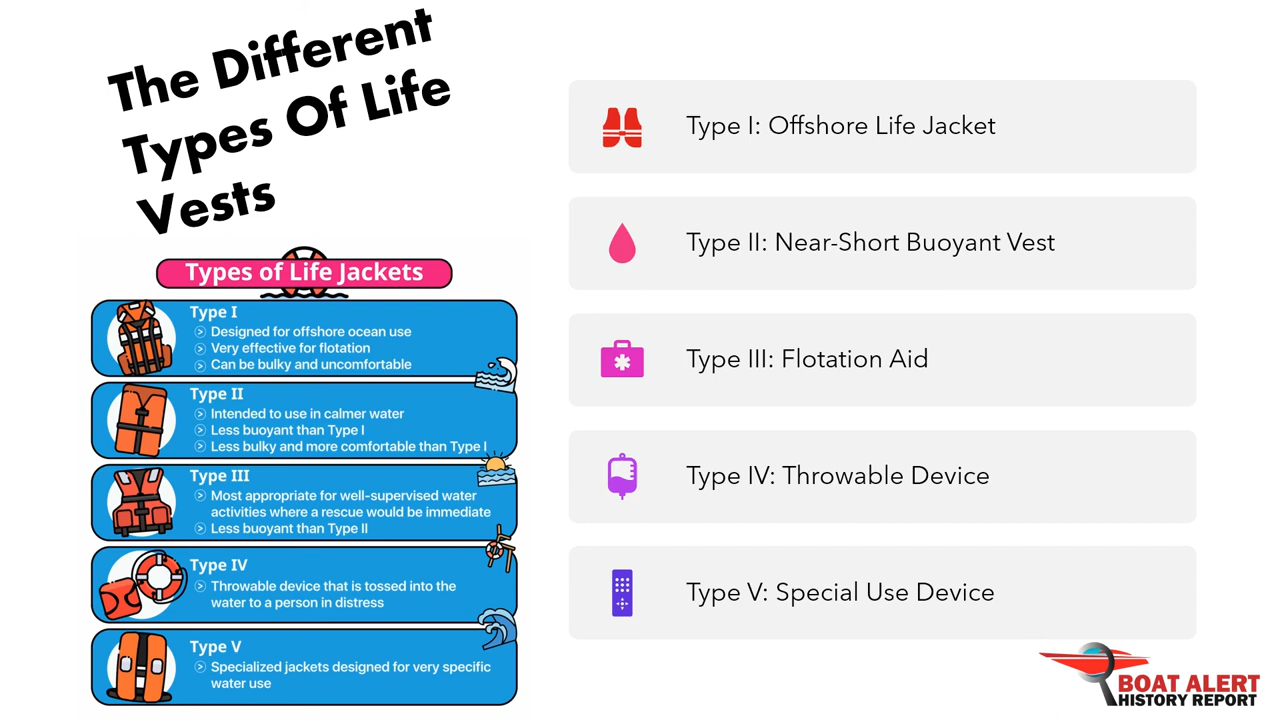 The Different
Types Of Life
Vests
Types of Life Jackets
Type I
Designed for offshore ocean use
Very effective for flotation
Can be bulky and uncomfortable
Type II
Intended to use in calmer water
Less buoyant than Type I
Less bulky and more comfortable than Type I
Type III
Most appropriate for well-supervised water
activities where a rescue would be immediate
Less buoyant than Type II
Type IV
Throwable device that is tossed into the
water to a person in distress
Type V
Specialized jackets designed for very specific
water use
Type I: Offshore Life Jacket
Type II: Near-Short Buoyant Vest
Type III: Flotation Aid
Type IV: Throwable Device
Type V: Special Use Device
BOAT ALERT
HISTORY REPORT